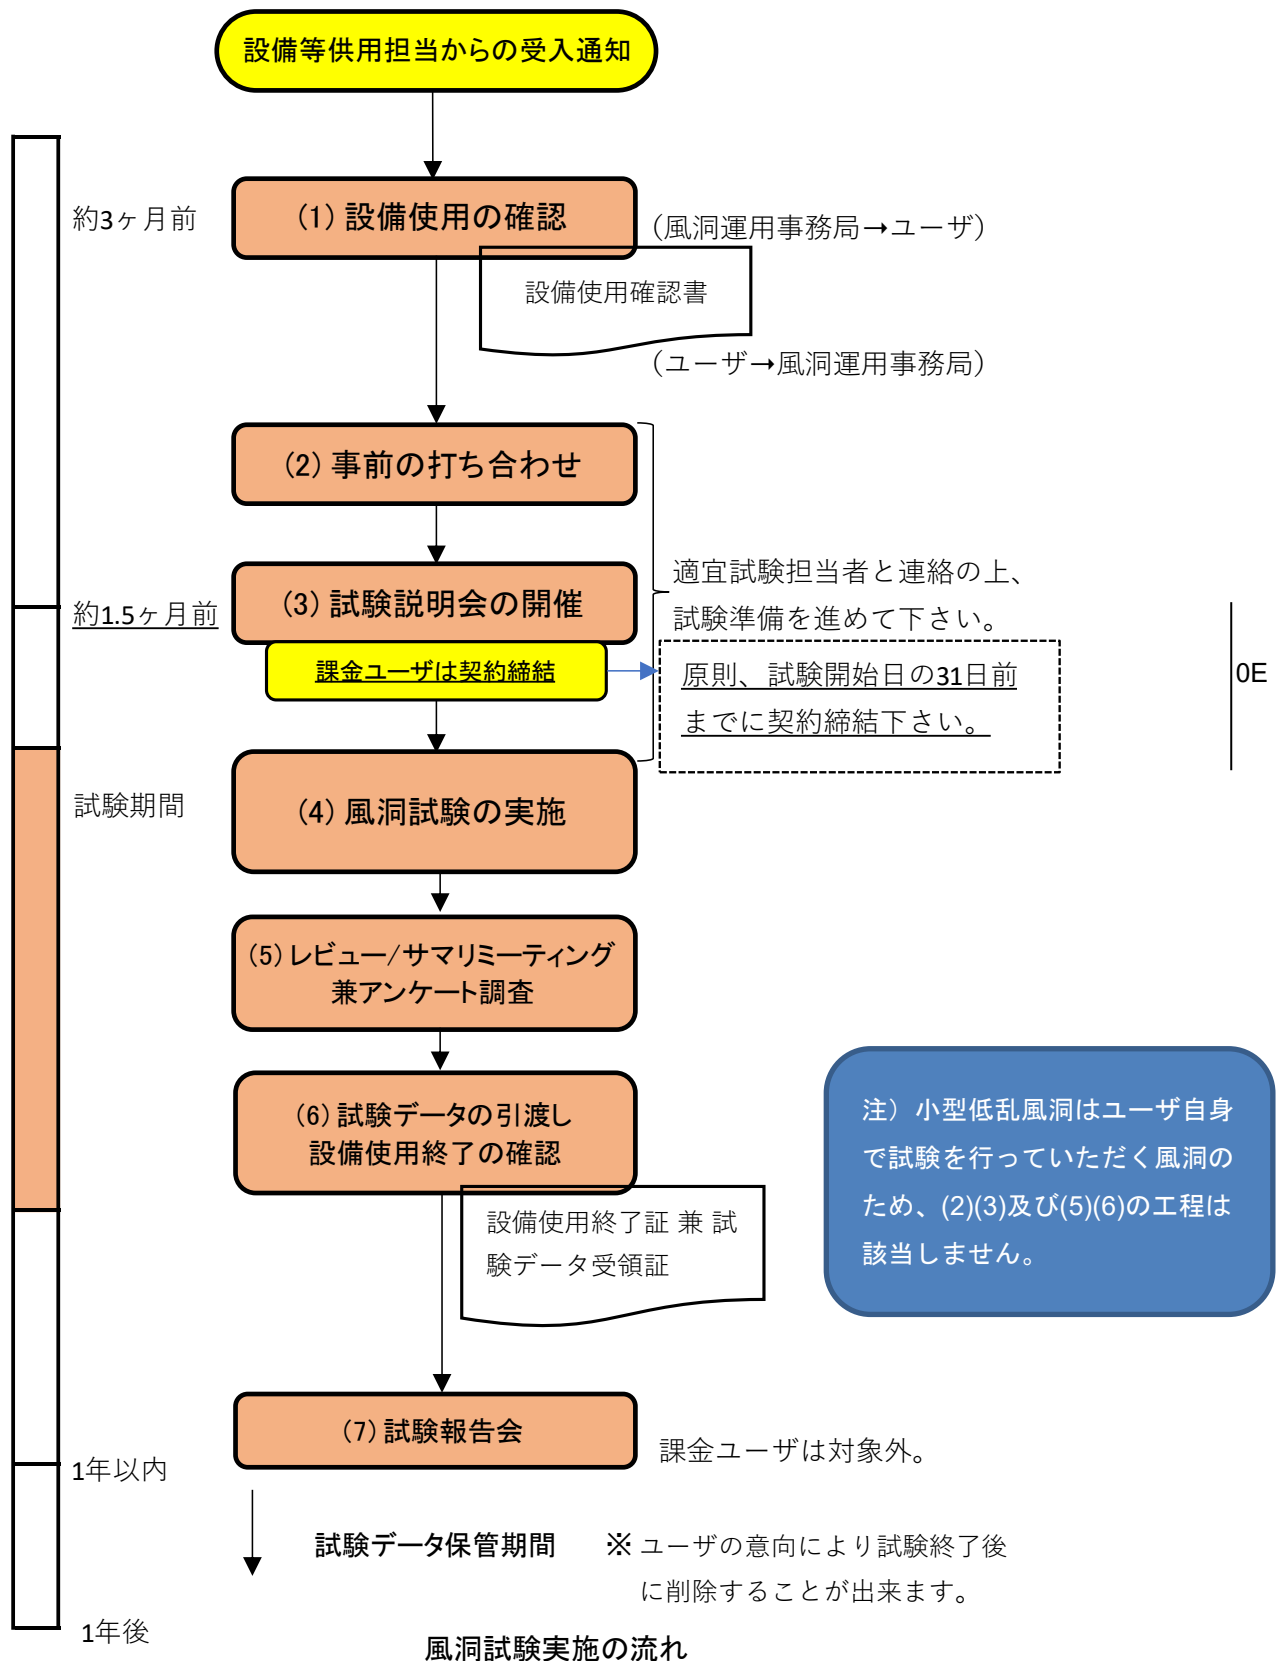 設備等供用担当からの受入通知
約3ヶ月前
(1) 設備使用の確認
(風洞運用事務局→ユーザ)
設備使用確認書
(ユーザ→風洞運用事務局)
(2) 事前の打ち合わせ
適宜試験担当者と連絡の上、
試験準備を進めて下さい。
約1.5ヶ月前
(3) 試験説明会の開催
課金ユーザは契約締結
原則、試験開始日の31日前
までに契約締結下さい。
0E
試験期間
(4) 風洞試験の実施
(5) レビュー/サマリミーティング
兼アンケート調査
(6) 試験データの引渡し
設備使用終了の確認
注）小型低乱風洞はユーザ自身
で試験を行っていただく風洞の
ため、(2)(3)及び(5)(6)の工程は
該当しません。
設備使用終了証 兼 試
験データ受領証
(7) 試験報告会
課金ユーザは対象外。
1年以内
試験データ保管期間
※ ユーザの意向により試験終了後
に削除することが出来ます。
1年後
風洞試験実施の流れ